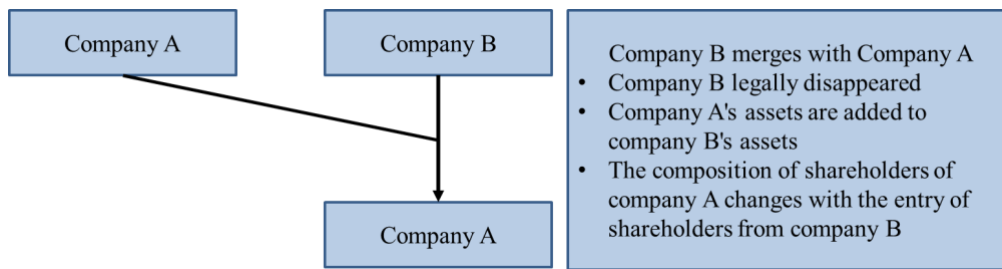 Company A
Company B
Company A
Company B merges with Company A
• Company B legally disappeared
• Company A's assets are added to
company B's assets
• The composition of shareholders of
company A changes with the entry of
shareholders from company B